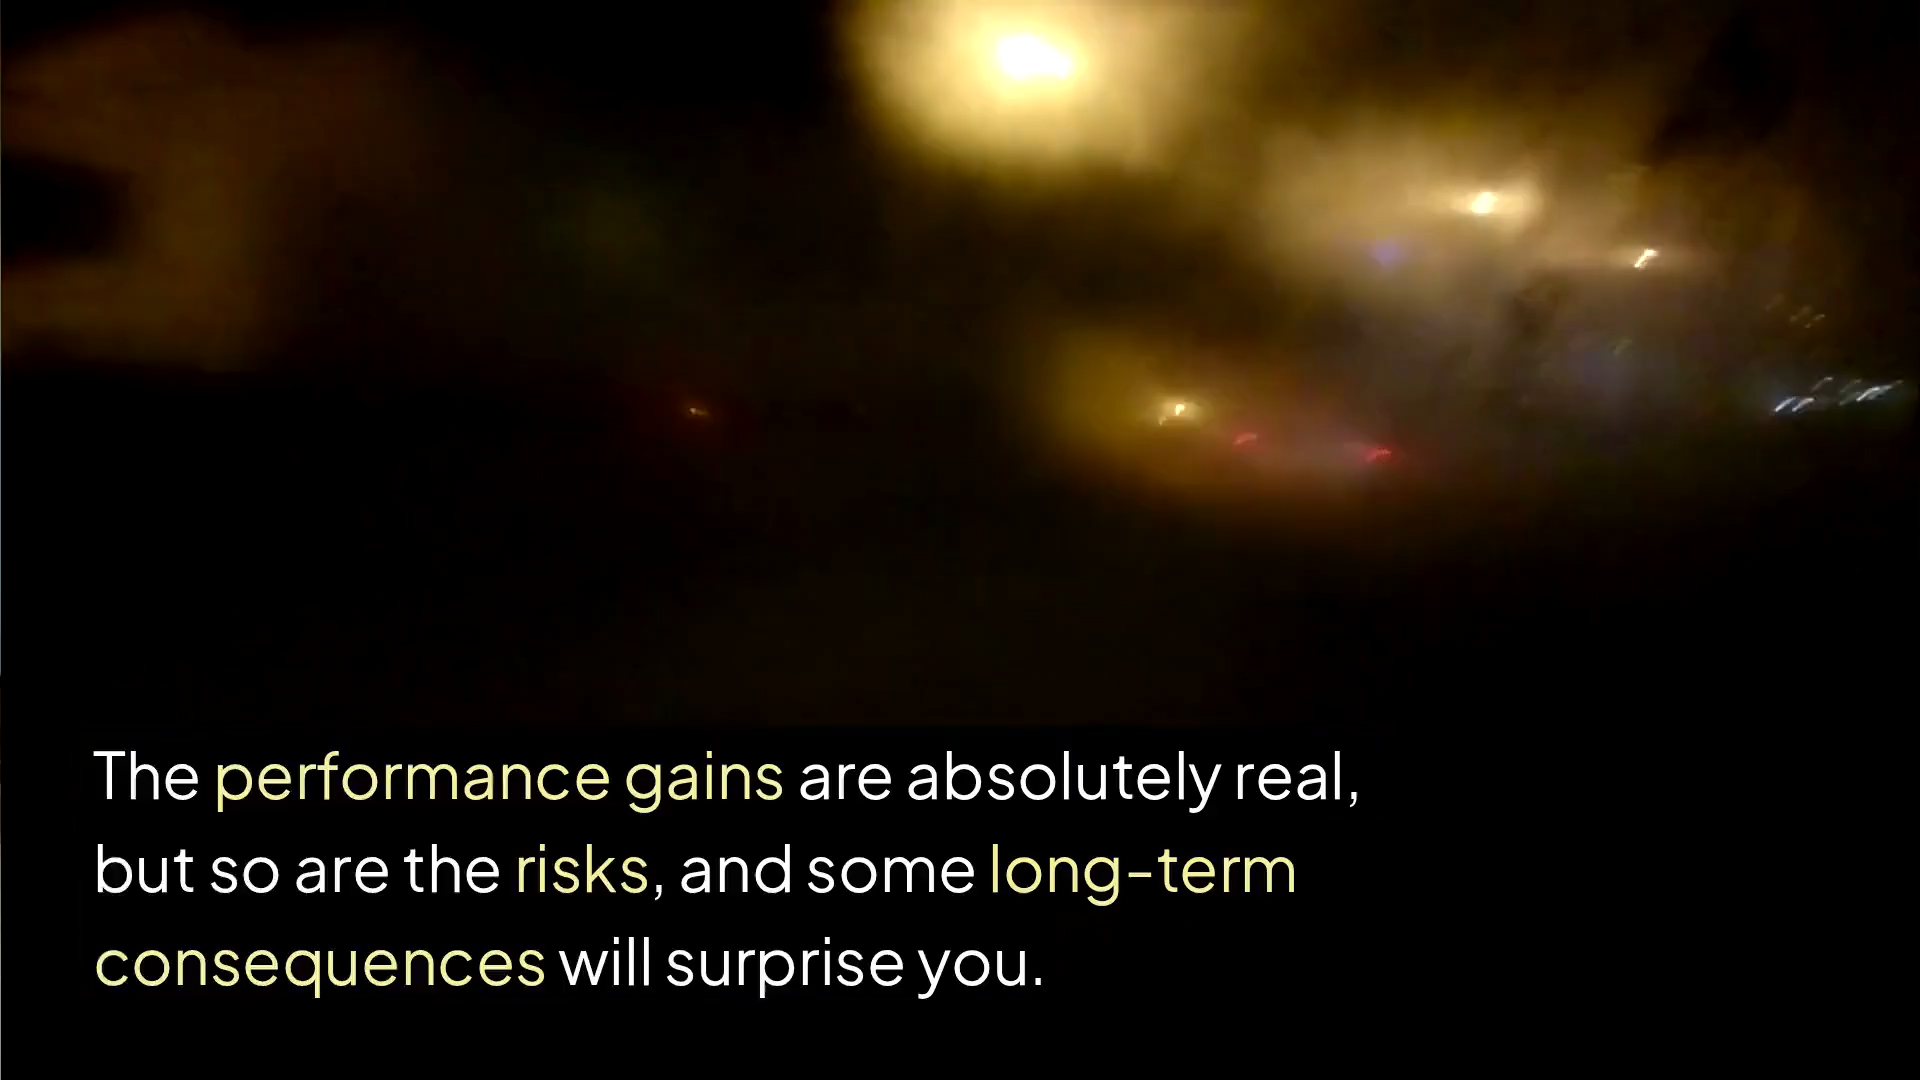 The performance gains are absolutely real,
but so are the risks, and some long-term
consequences will surprise you.